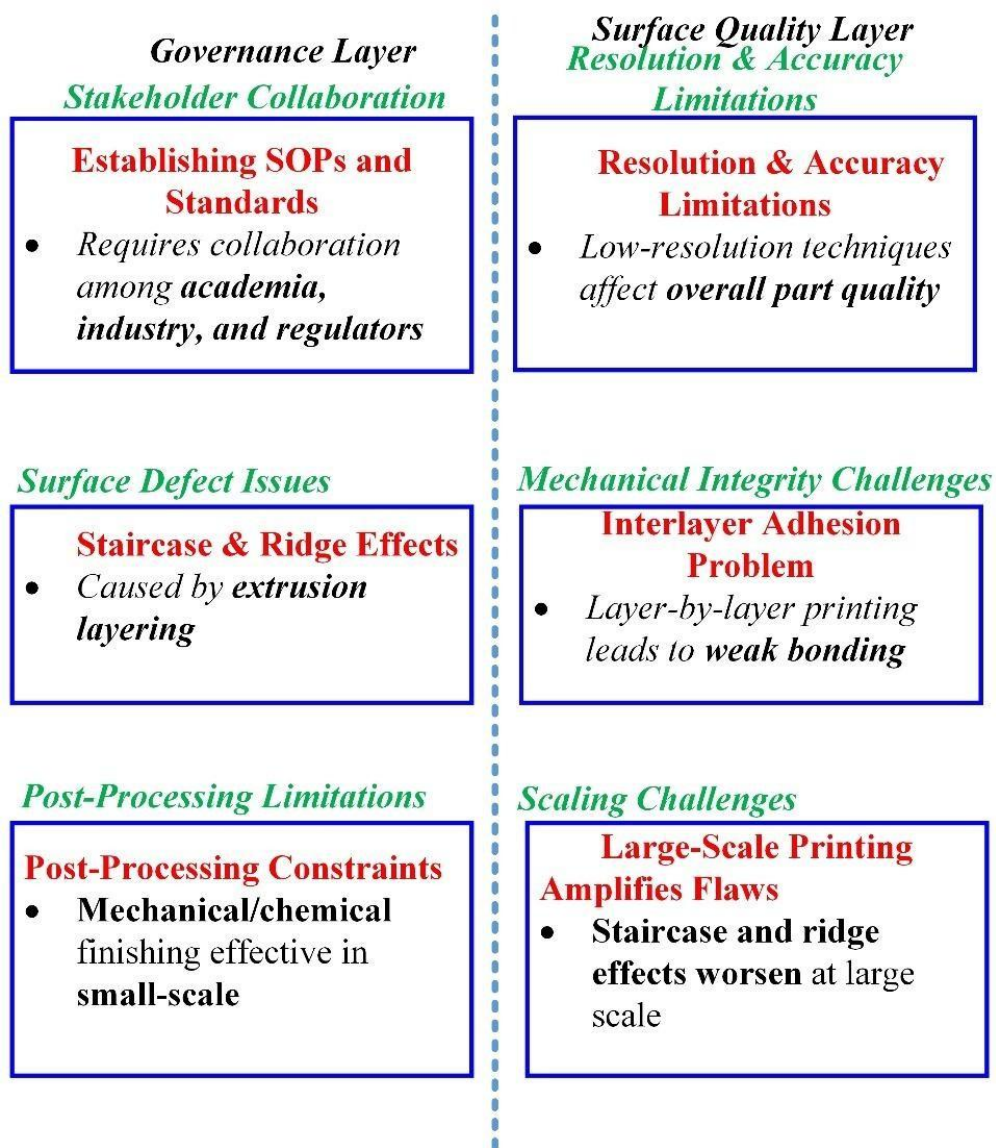 Governance Layer
Stakeholder Collaboration
Establishing SOPs and
Standards
• Requires collaboration
among academia,
industry, and regulators
Surface Defect Issues
Staircase & Ridge Effects
• Caused by extrusion
layering
Post-Processing Limitations
Post-Processing Constraints
• Mechanical/chemical
finishing effective in
small-scale
Surface Quality Layer
Resolution & Accuracy
Limitations
Resolution & Accuracy
Limitations
• Low-resolution techniques
affect overall part quality
Mechanical Integrity Challenges
Interlayer Adhesion
Problem
• Layer-by-layer printing
leads to weak bonding
Scaling Challenges
Large-Scale Printing
Amplifies Flaws
• Staircase and ridge
effects worsen at large
scale